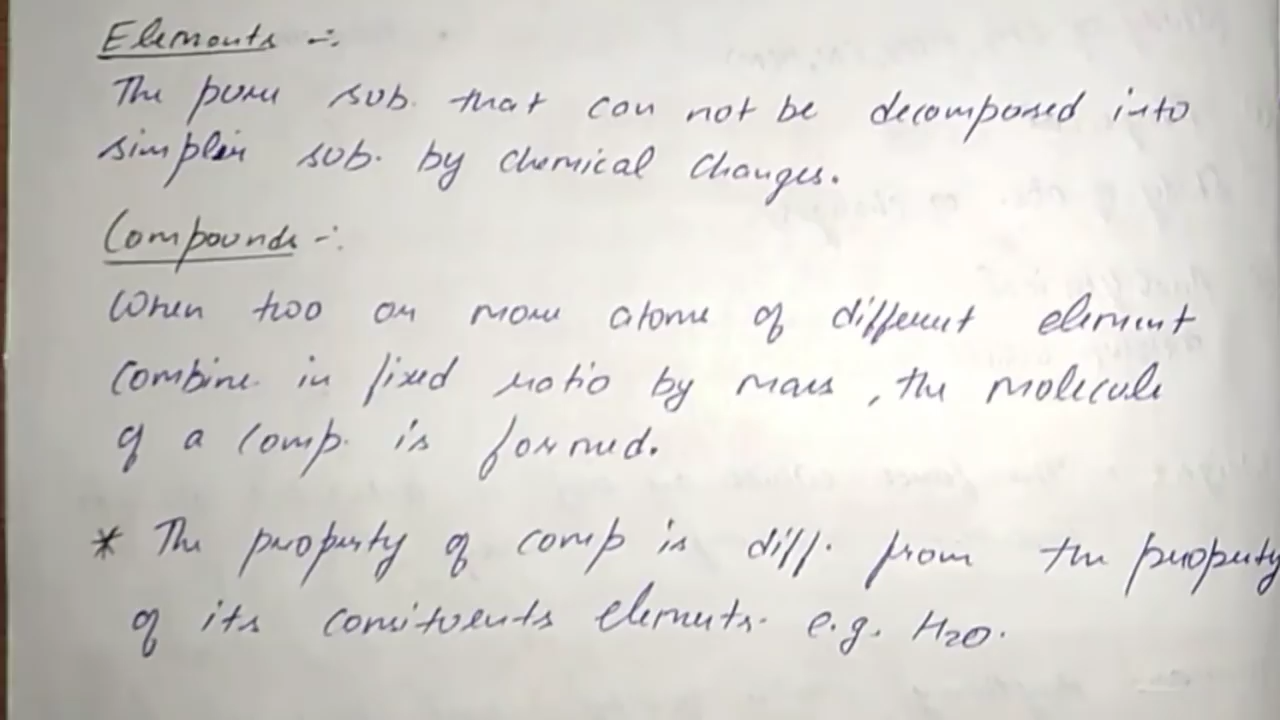 Elements :-
The pure sub. that can not be decomposed into
simpler sub. by chemical changes.
Compounds :-
When two or more atoms of different element
combine in fixed ratio by mass, the molecule
of a comp. is formed.
* The property of comp is diff. from the property
of its consituents elements. e.g. H2O.